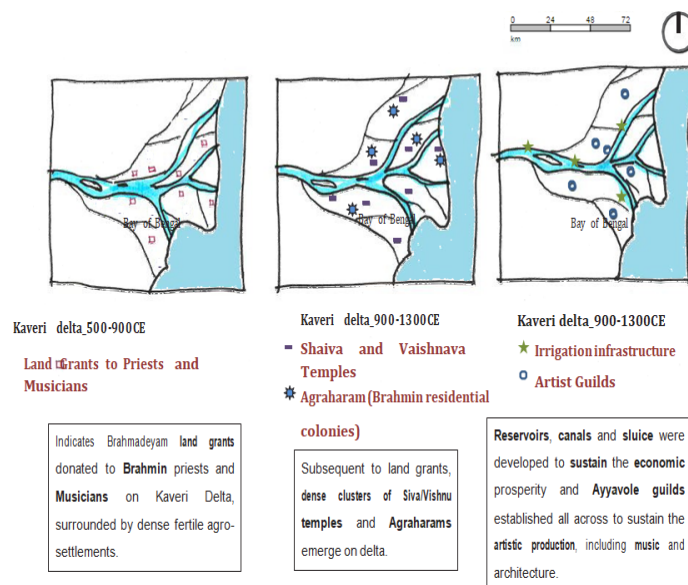 0 24 48 72
km
Bay of Bengal
Bay of Bengal
Bay of Bengal
Kaveri delta_500-900CE
Land Grants to Priests and
Musicians
Indicates Brahmadeyam land grants
donated to Brahmin priests and
Musicians on Kaveri Delta,
surrounded by dense fertile agro-
settlements.
Kaveri delta_900-1300CE
Shaiva and Vaishnava
Temples
Agraharam (Brahmin residential
colonies)
Subsequent to land grants,
dense clusters of Siva/Vishnu
temples and Agraharams
emerge on delta.
Kaveri delta_900-1300CE
Irrigation infrastructure
Artist Guilds
Reservoirs, canals and sluice were
developed to sustain the economic
prosperity and Ayyavole guilds
established all across to sustain the
artistic production, including music and
architecture.